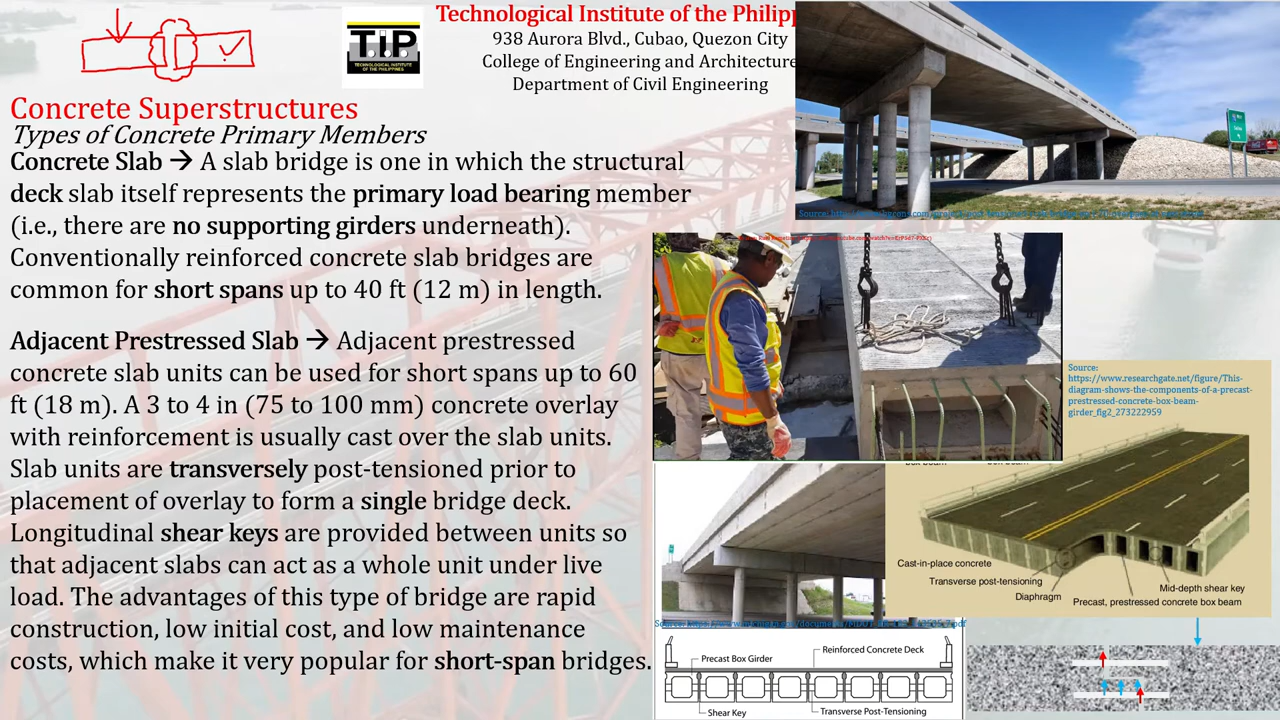 Technological Institute of the Philipp
938 Aurora Blvd., Cubao, Quezon City
College of Engineering and Architecture
Department of Civil Engineering
TiP
TECHNOLOGICAL INSTITUTE
OF THE PHILIPPINES
Concrete Superstructures
Types of Concrete Primary Members
Concrete Slab → A slab bridge is one in which the structural
deck slab itself represents the primary load bearing member
(i.e., there are no supporting girders underneath).
Conventionally reinforced concrete slab bridges are
common for short spans up to 40 ft (12 m) in length.
Adjacent Prestressed Slab → Adjacent prestressed
concrete slab units can be used for short spans up to 60
ft (18 m). A 3 to 4 in (75 to 100 mm) concrete overlay
with reinforcement is usually cast over the slab units.
Slab units are transversely post-tensioned prior to
placement of overlay to form a single bridge deck.
Longitudinal shear keys are provided between units so
that adjacent slabs can act as a whole unit under live
load. The advantages of this type of bridge are rapid
construction, low initial cost, and low maintenance
costs, which make it very popular for short-span bridges.
Source:
Source:
https://www.researchgate.net/figure/This-
diagram-shows-the-components-of-a-precast-
prestressed-concrete-box-beam-
girder_fig2_273222959
box beam box beam
Cast-in-place concrete
Transverse post-tensioning
Diaphragm
Mid-depth shear key
Precast, prestressed concrete box beam
Source:
Precast Box Girder
Reinforced Concrete Deck
Shear Key
Transverse Post-Tensioning